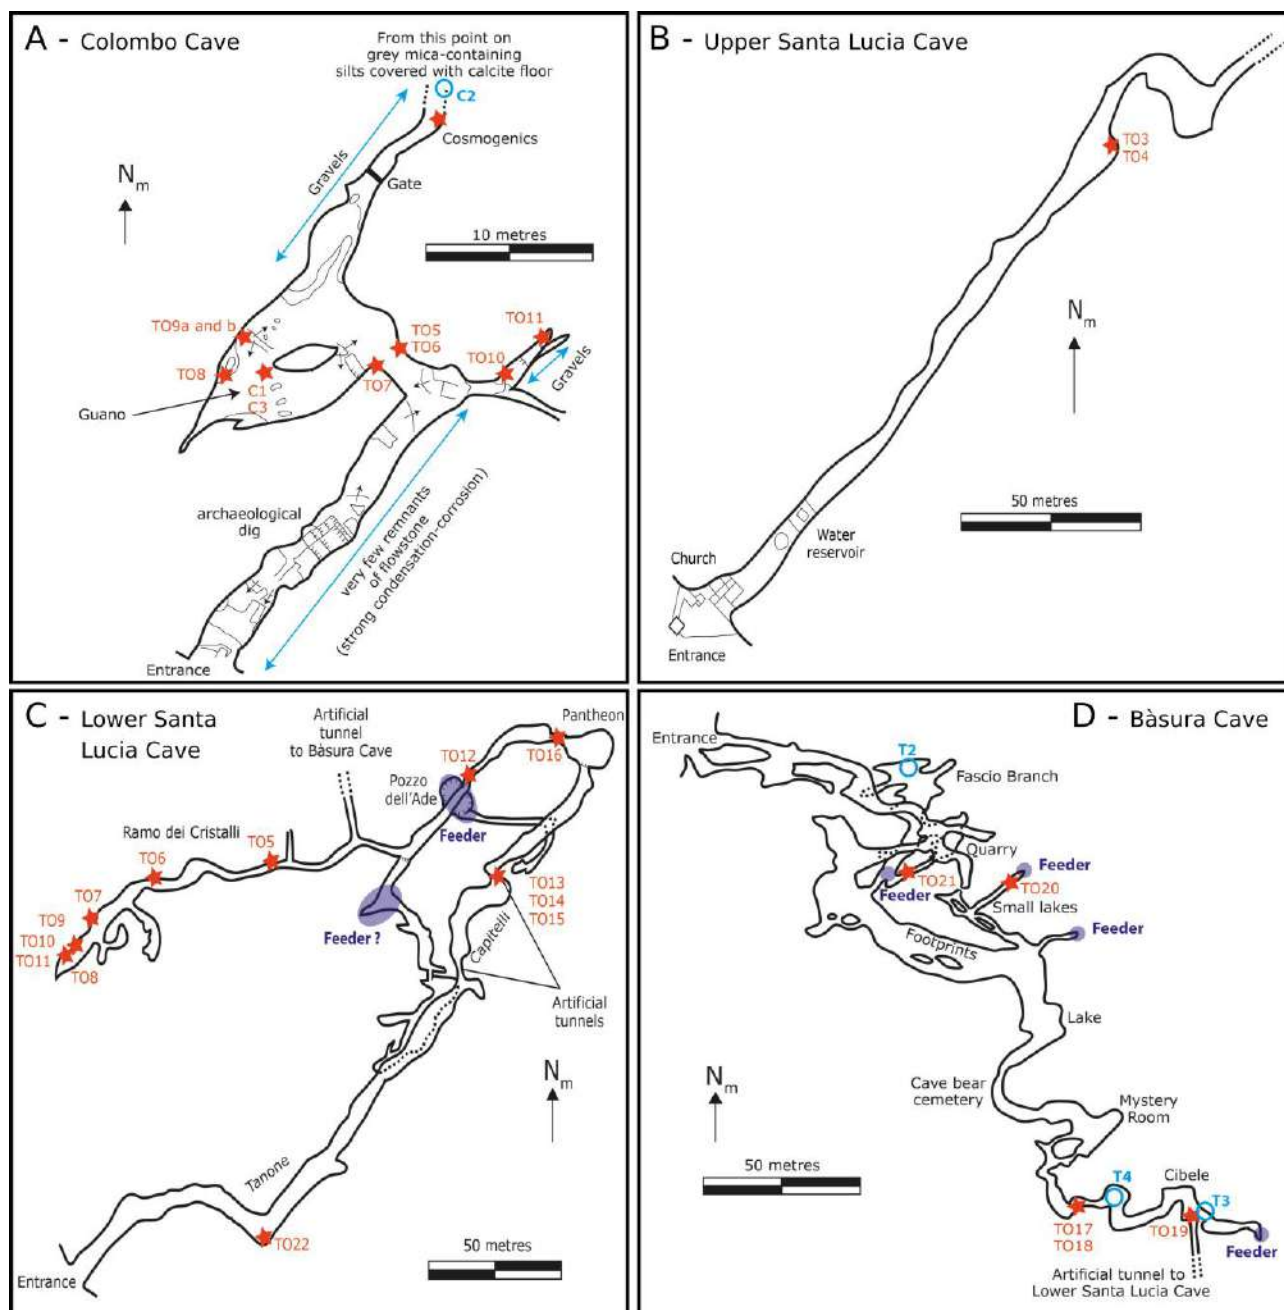 A - Colombo Cave
From this point on
grey mica-containing
silts covered with calcite floor
C2
Cosmogenics
Gravels
Gate
Nm
10 metres
TO9a and b
TO5
TO6
TO11
TO8
C1
C3
TO7
TO10
Gravels
Guano
archaeological
dig
very few remnants
of flowstone
(strong condensation-corrosion)
Entrance
B - Upper Santa Lucia Cave
TO3
TO4
Nm
50 metres
Water
reservoir
Church
Entrance
C - Lower Santa
Lucia Cave
Artificial
tunnel
to Bàsura Cave
Pantheon
TO16
TO12
Pozzo
dell'Ade
Feeder
Ramo dei Cristalli
TO5
TO6
TO7
TO9
TO10
TO11
TO8
TO13
TO14
TO15
Capitelli
Feeder ?
Artificial
tunnels
Nm
Tanone
TO22
50 metres
Entrance
D - Bàsura Cave
Entrance
T2
Fascio Branch
Quarry
Feeder
TO21
TO20
Feeder
Small lakes
Feeder
Footprints
Lake
Nm
Cave bear
cemetery
Mystery
Room
50 metres
T4
Cibele
T3
TO17
TO18
TO19
Feeder
Artificial tunnel to
Lower Santa Lucia Cave